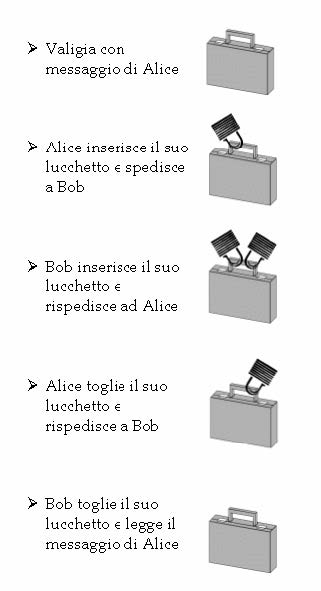 ➢ Valigia con
messaggio di Alice
➢ Alice inserisce il suo
lucchetto e spedisce
a Bob
➢ Bob inserisce il suo
lucchetto e
rispedisce ad Alice
➢ Alice toglie il suo
lucchetto e
rispedisce a Bob
➢ Bob toglie il suo
lucchetto e legge il
messaggio di Alice